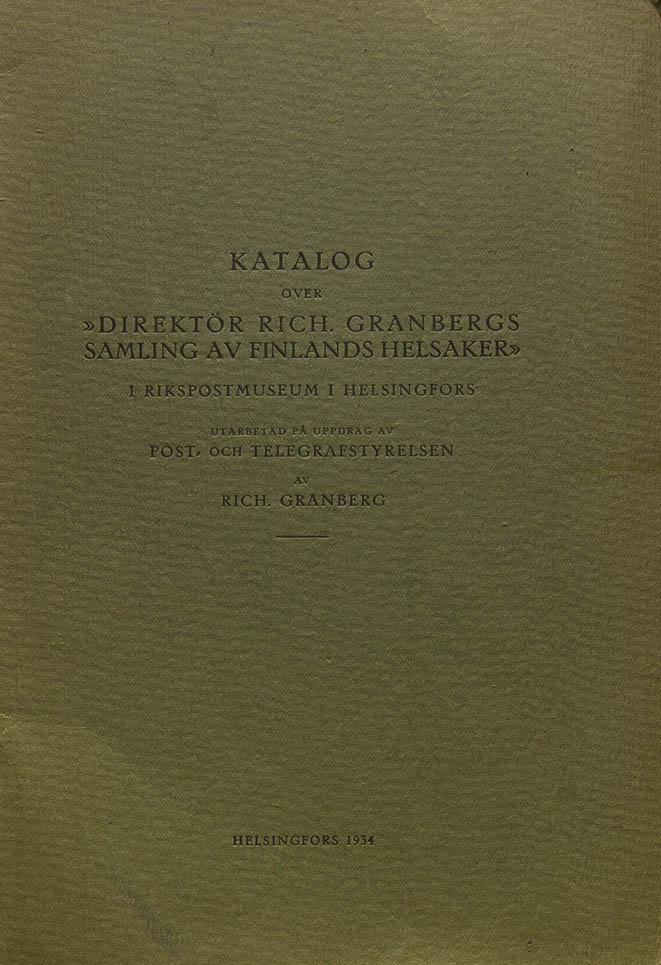 KATALOG
ÖVER
»DIREKTÖR RICH. GRANBERGS
SAMLING AV FINLANDS HELSAKER»
I RIKSPOSTMUSEUM I HELSINGFORS
UTARBETAD PÅ UPPDRAG AV
POST- OCH TELEGRAFSTYRELSEN
AV
RICH. GRANBERG
HELSINGFORS 1934